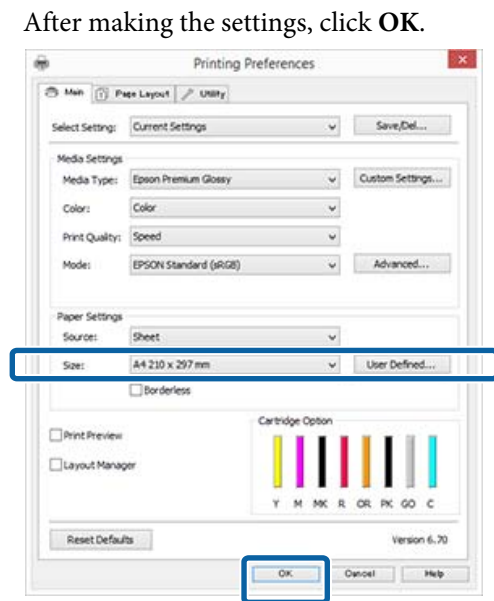 After making the settings, click OK.
Printing Preferences
Main Page Layout Utility
Select Setting: Current Settings Save/Del...
Media Settings
Media Type: Epson Premium Glossy Custom Settings...
Color: Color
Print Quality: Speed
Mode: EPSON Standard (sRGB) Advanced...
Paper Settings
Source: Sheet
Size: A4 210 x 297 mm User Defined...
Borderless
Cartridge Option
Print Preview
Layout Manager
Y M MK R OR PK GO C
Reset Defaults Version 6.70
OK Cancel Help